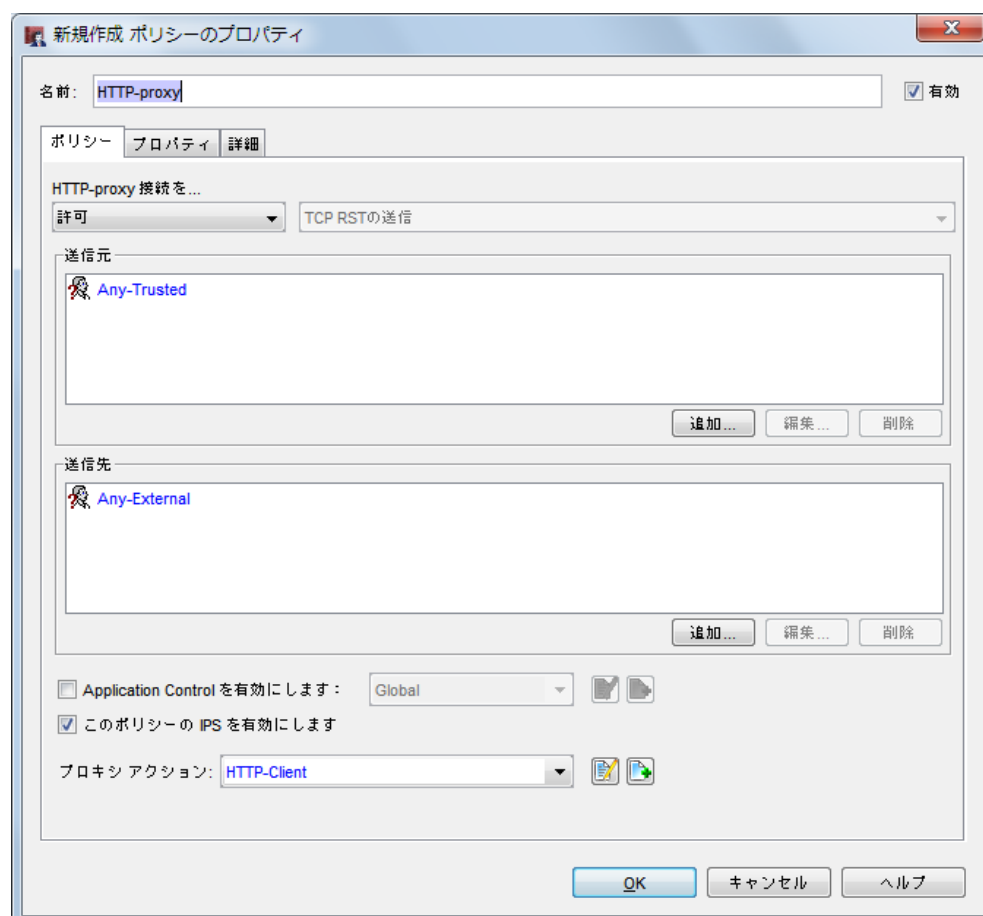 新規作成 ポリシーのプロパティ
名前: HTTP-proxy 有効
ポリシー プロパティ 詳細
HTTP-proxy 接続を...
許可 TCP RSTの送信
送信元
Any-Trusted
追加... 編集... 削除
送信先
Any-External
追加... 編集... 削除
Application Control を有効にします: Global
このポリシーの IPS を有効にします
プロキシ アクション: HTTP-Client
OK キャンセル ヘルプ